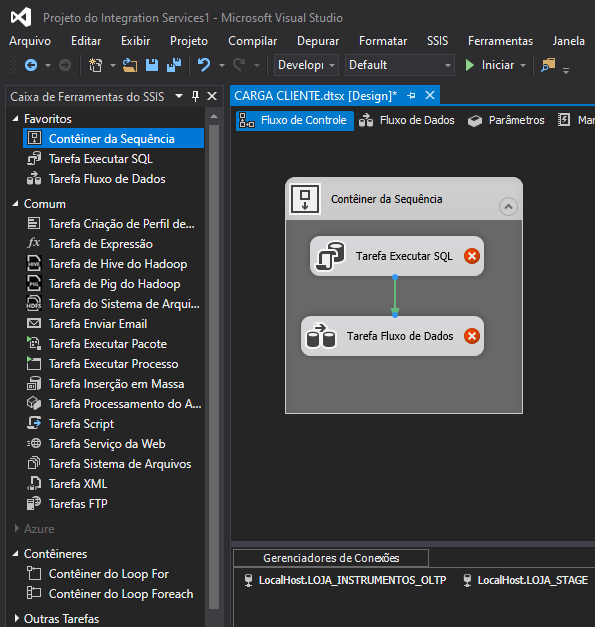 Projeto do Integration Services1 - Microsoft Visual Studio
Arquivo Editar Exibir Projeto Compilar Depurar Formatar SSIS Ferramentas Janela
Develop Default Iniciar
Caixa de Ferramentas do SSIS
CARGA CLIENTE.dtsx [Design]*
Favoritos
Contêiner da Sequência
Tarefa Executar SQL
Tarefa Fluxo de Dados
Comum
Tarefa Criação de Perfil de...
Tarefa de Expressão
Tarefa de Hive do Hadoop
Tarefa de Pig do Hadoop
Tarefa do Sistema de Arqui...
Tarefa Enviar Email
Tarefa Executar Pacote
Tarefa Executar Processo
Tarefa Inserção em Massa
Tarefa Processamento do A...
Tarefa Script
Tarefa Serviço da Web
Tarefa Sistema de Arquivos
Tarefa XML
Tarefas FTP
Azure
Contêineres
Contêiner do Loop For
Contêiner do Loop Foreach
Outras Tarefas
Fluxo de Controle Fluxo de Dados Parâmetros Mar
Contêiner da Sequência
Tarefa Executar SQL
Tarefa Fluxo de Dados
Gerenciadores de Conexões
LocalHost.LOJA_INSTRUMENTOS_OLTP LocalHost.LOJA_STAGE